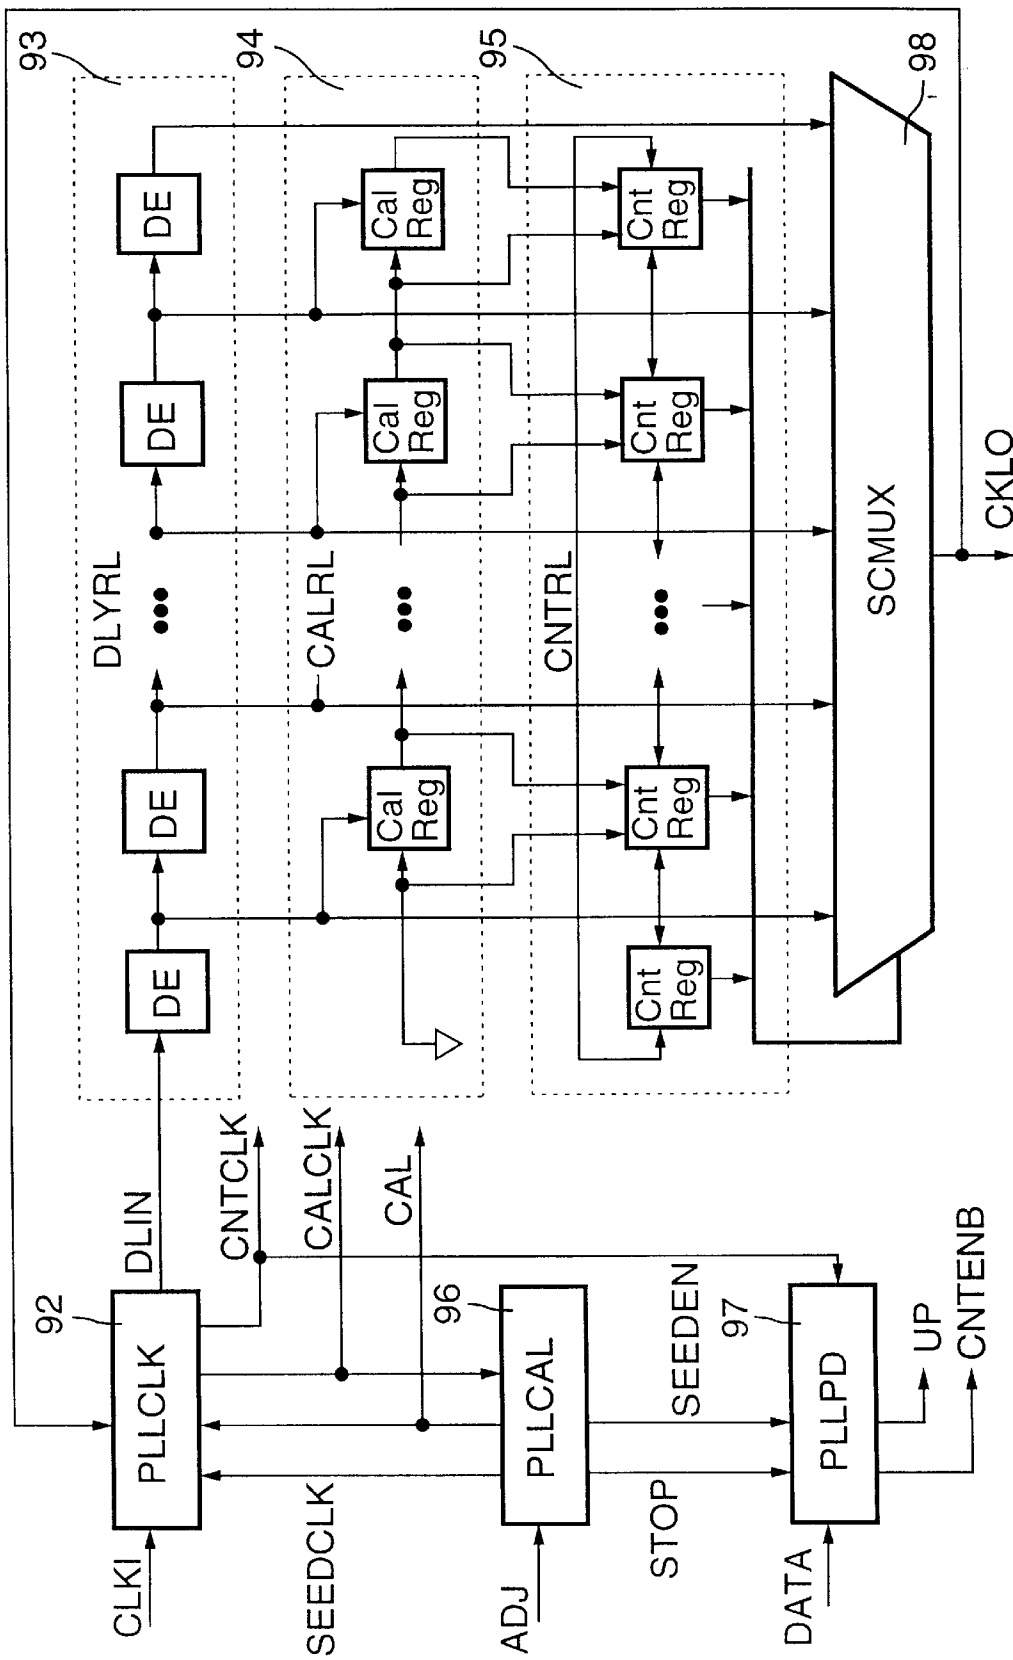 93
94
95
DLYRL
DE
DE
DE
DE
CALRL
Cal
Reg
Cal
Reg
Cal
Reg
CNTRL
Cnt
Reg
Cnt
Reg
Cnt
Reg
Cnt
Reg
SCMUX
98
CKLO
CLKI
92
PLLCLK
DLIN
CNTCLK
CALCLK
CAL
SEEDCLK
ADJ
96
PLLCAL
STOP
SEEDEN
DATA
97
PLLPD
UP
CNTENB